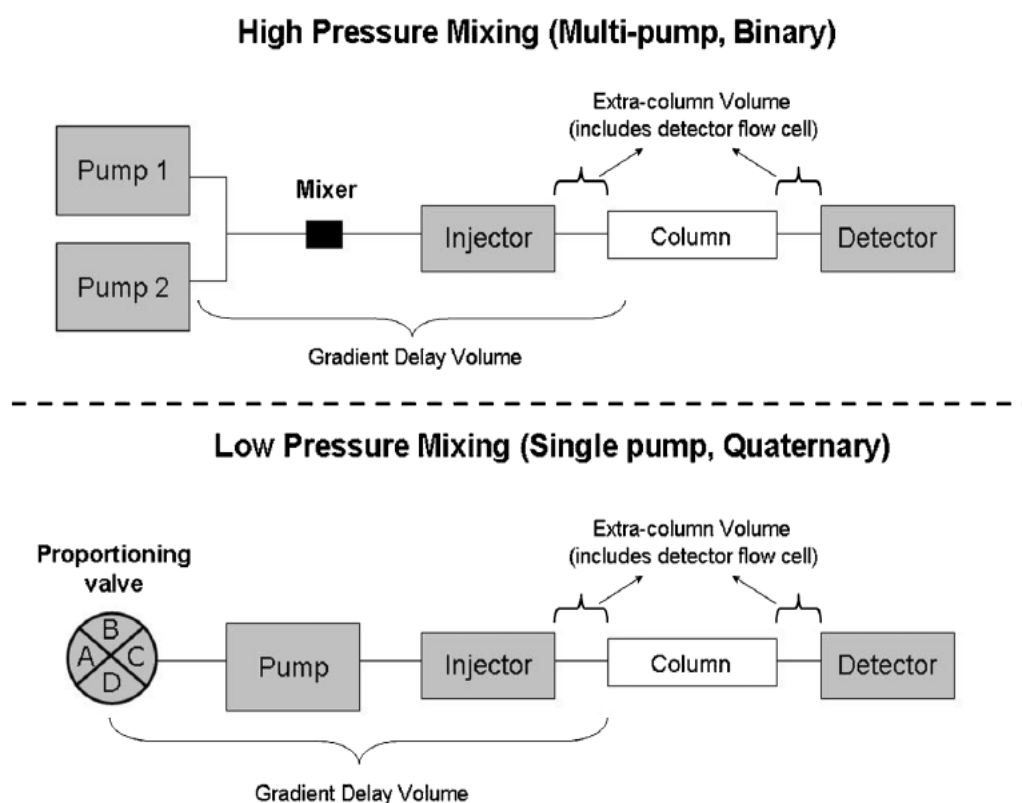 High Pressure Mixing (Multi-pump, Binary)
Extra-column Volume
(includes detector flow cell)
Pump 1
Mixer
Injector
Column
Detector
Pump 2
Gradient Delay Volume
Low Pressure Mixing (Single pump, Quaternary)
Extra-column Volume
(includes detector flow cell)
Proportioning
valve
B
A
C
D
Pump
Injector
Column
Detector
Gradient Delay Volume